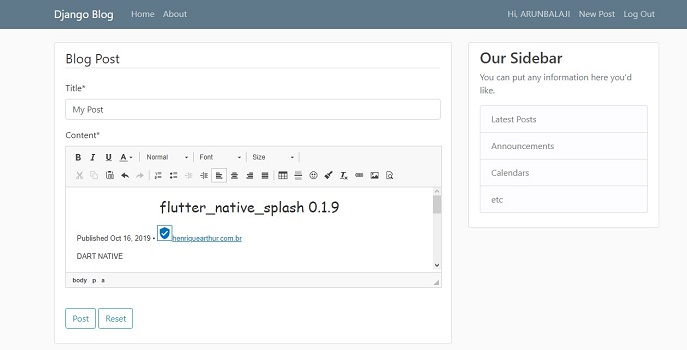 Django Blog Home About Hi, ARUNBALAJI New Post Log Out
Blog Post
Title*
My Post
Content*
B I U A Normal Font Size
flutter_native_splash 0.1.9
Published Oct 16, 2019 • henriquearthur.com.br
DART NATIVE
body p a
Post Reset
Our Sidebar
You can put any information here you'd
like.
Latest Posts
Announcements
Calendars
etc